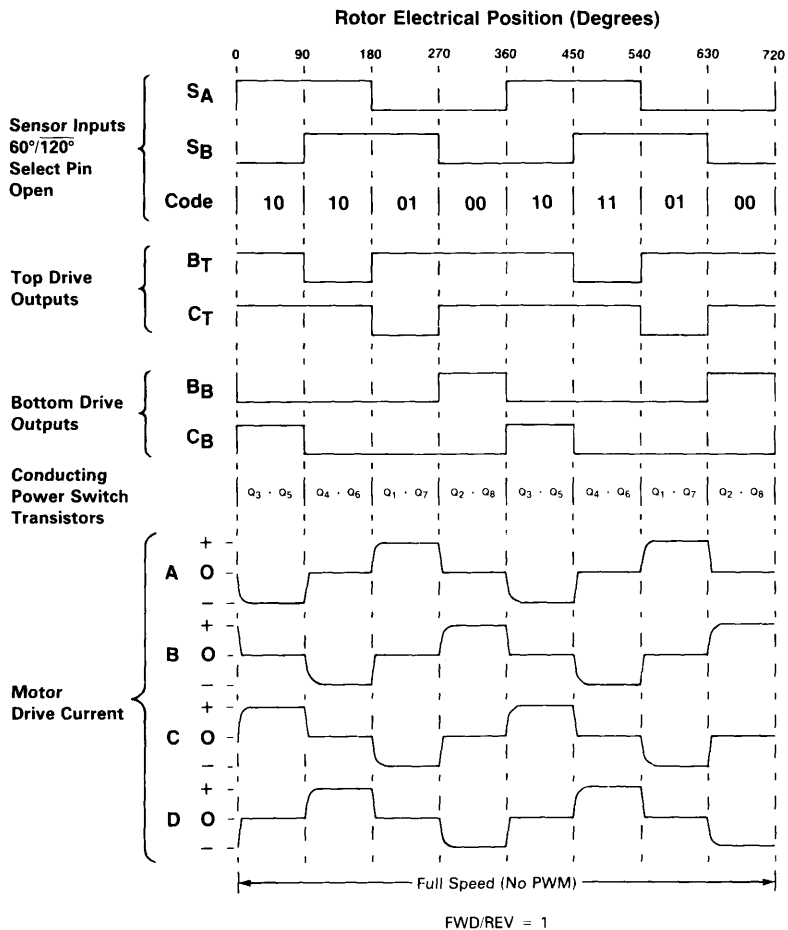 Rotor Electrical Position (Degrees)
0 90 180 270 360 450 540 630 720
Sensor Inputs
60°/120°
Select Pin
Open
SA
SB
Code 10 10 01 00 10 11 01 00
Top Drive
Outputs
BT
CT
Bottom Drive
Outputs
BB
CB
Conducting
Power Switch
Transistors
Q3 · Q5 Q4 · Q6 Q1 · Q7 Q2 · Q8 Q3 · Q5 Q4 · Q6 Q1 · Q7 Q2 · Q8
Motor
Drive Current
+
A O
−
+
B O
−
+
C O
−
+
D O
−
Full Speed (No PWM)
FWD/REV = 1